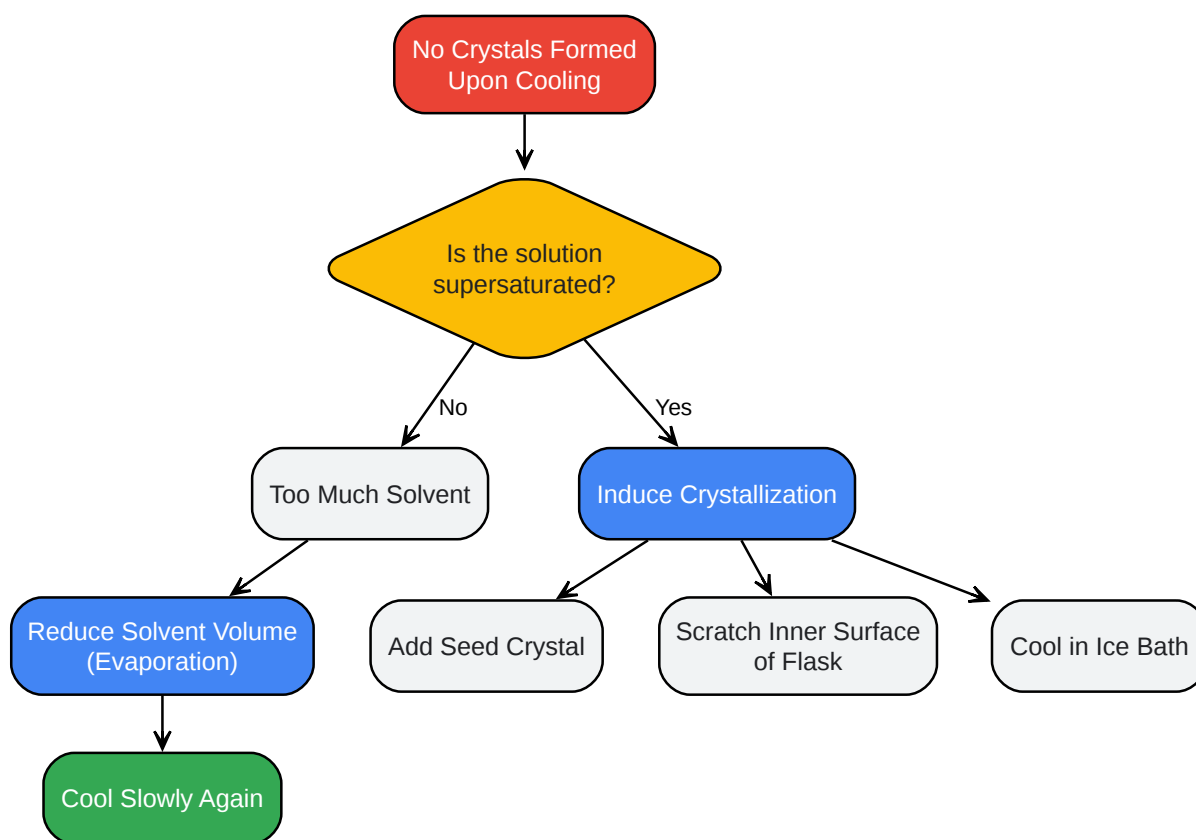 No Crystals Formed
Upon Cooling
Is the solution
supersaturated?
No
Yes
Too Much Solvent
Induce Crystallization
Reduce Solvent Volume
(Evaporation)
Add Seed Crystal
Scratch Inner Surface
of Flask
Cool in Ice Bath
Cool Slowly Again